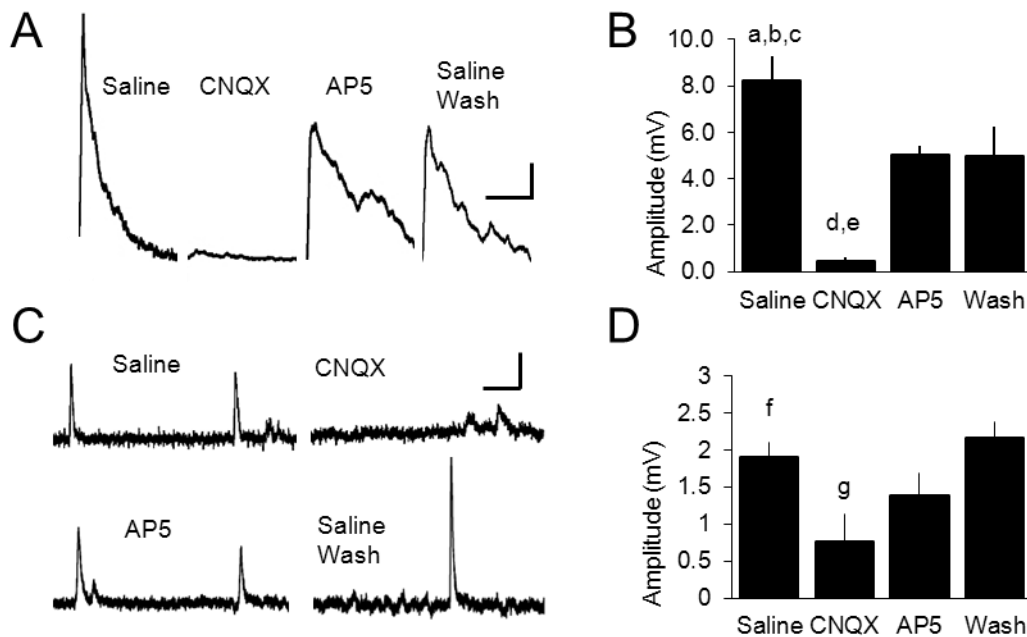 A
Saline
CNQX
AP5
Saline
Wash
B
Amplitude (mV)
10.0
8.0
6.0
4.0
2.0
0.0
a,b,c
d,e
Saline CNQX AP5 Wash
C
Saline
CNQX
AP5
Saline
Wash
D
Amplitude (mV)
3
2.5
2
1.5
1
0.5
0
f
g
Saline CNQX AP5 Wash